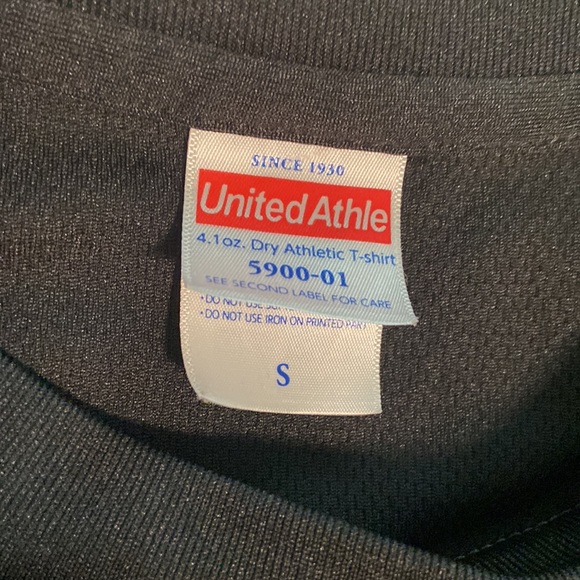 SINCE 1930
United Athle
4.1oz. Dry Athletic T-shirt
5900-01
SEE SECOND LABEL FOR CARE
・DO NOT USE
・DO NOT USE IRON ON PRINTED PART
S